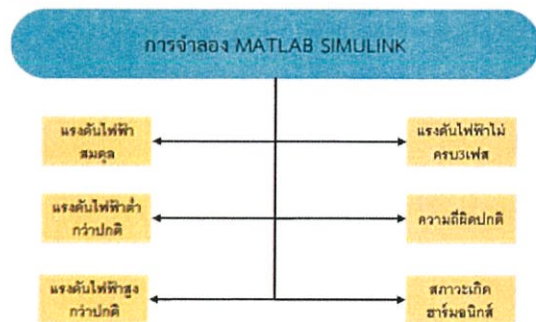 การจำลอง MATLAB SIMULINK
แรงดันไฟฟ้า
สมดุล
แรงดันไฟฟ้าไม่
ครบ3เฟส
แรงดันไฟฟ้าต่ำ
กว่าปกติ
ความถี่ผิดปกติ
แรงดันไฟฟ้าสูง
กว่าปกติ
สภาวะเกิด
ฮาร์มอนิกส์